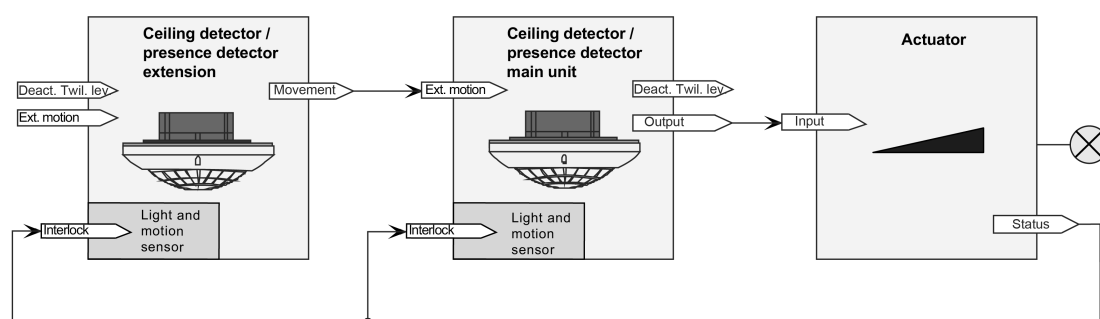 Ceiling detector /
presence detector
extension
Deact. Twil. lev
Ext. motion
Movement
Interlock
Light and
motion
sensor
Ceiling detector /
presence detector
main unit
Ext. motion
Deact. Twil. lev
Output
Interlock
Light and
motion
sensor
Actuator
Input
Status